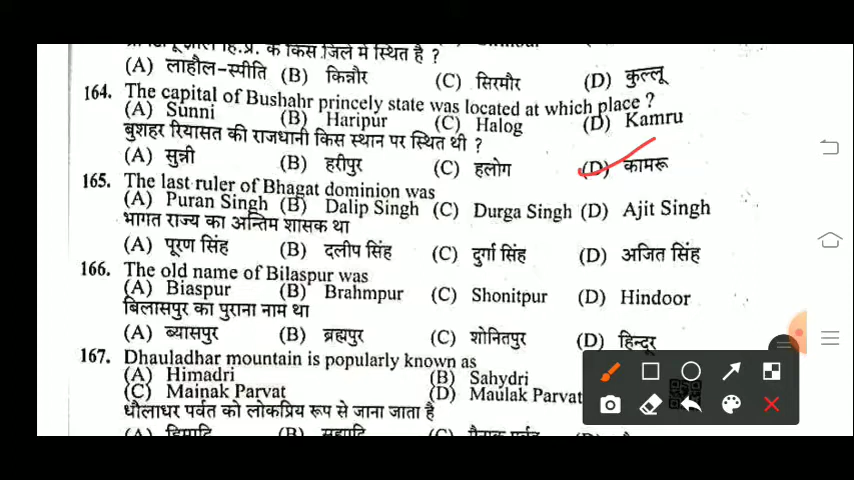 के किस जिले में स्थित है ?
(A) लाहौल-स्पीति (B) किन्नौर (C) सिरमौर (D) कुल्लू
164. The capital of Bushahr princely state was located at which place ?
(A) Sunni (B) Haripur (C) Halog (D) Kamru
बुशहर रियासत की राजधानी किस स्थान पर स्थित थी ?
(A) सुन्नी (B) हरीपुर (C) हलोग (D) कामरू
165. The last ruler of Bhagat dominion was
(A) Puran Singh (B) Dalip Singh (C) Durga Singh (D) Ajit Singh
भागत राज्य का अन्तिम शासक था
(A) पूरण सिंह (B) दलीप सिंह (C) दुर्गा सिंह (D) अजित सिंह
166. The old name of Bilaspur was
(A) Biaspur (B) Brahmpur (C) Shonitpur (D) Hindoor
बिलासपुर का पुराना नाम था
(A) ब्यासपुर (B) ब्रह्मपुर (C) शोनितपुर (D) हिन्दूर
167. Dhauladhar mountain is popularly known as
(A) Himadri (B) Sahydri
(C) Mainak Parvat (D) Maulak Parvat
धौलाधर पर्वत को लोकप्रिय रूप से जाना जाता है
(A) (B) (C)